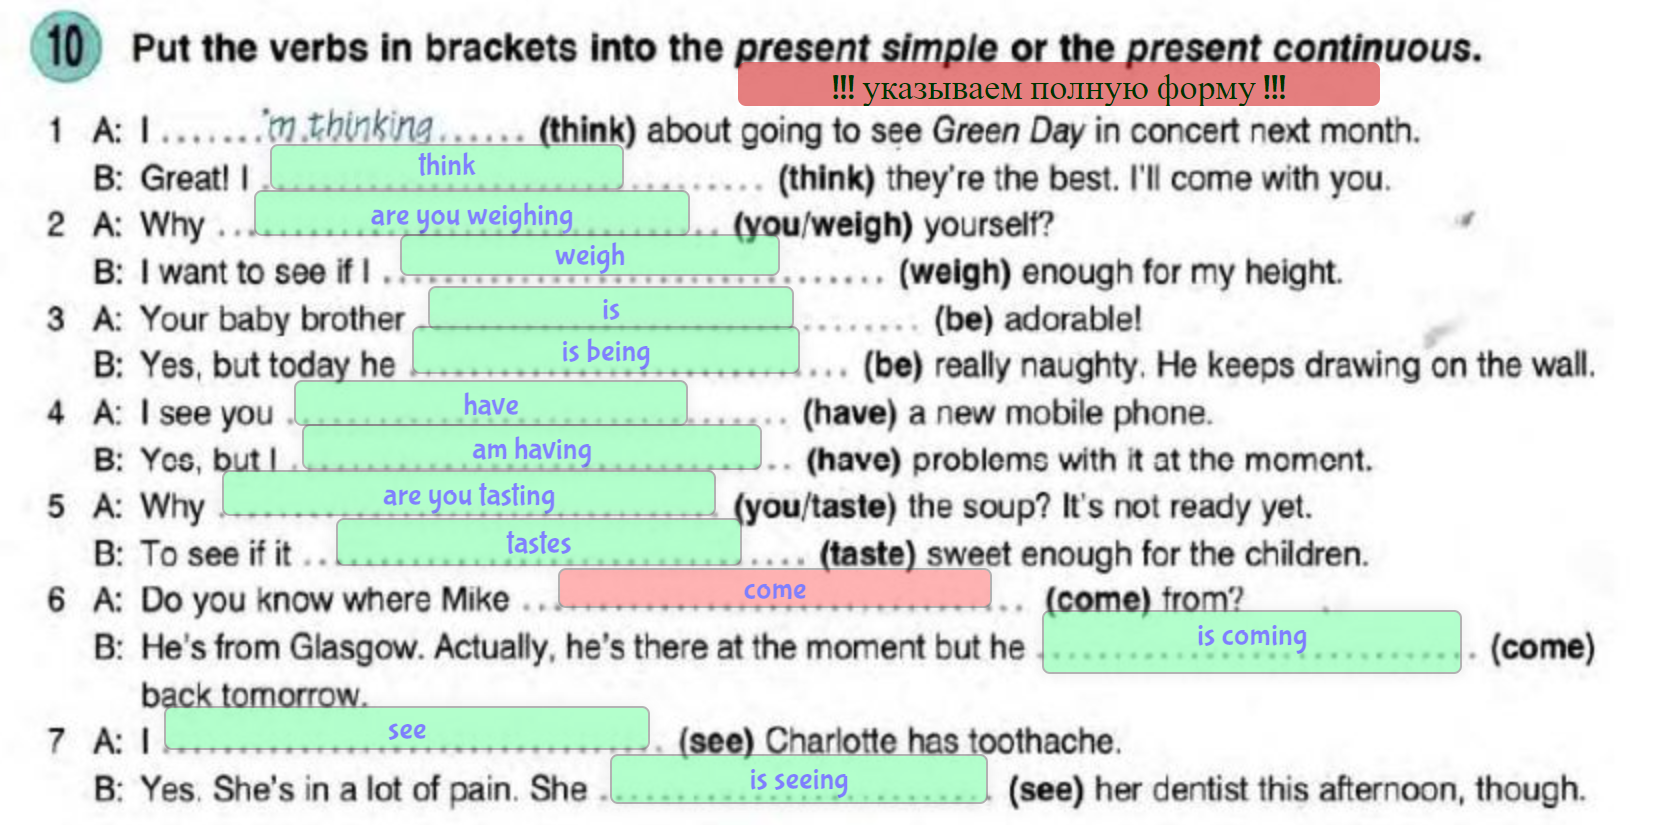 10 Put the verbs in brackets into the present simple or the present continuous.
!!! указываем полную форму !!!
1 A: I .......'m thinking...... (think) about going to see Green Day in concert next month.
B: Great! I think ........ (think) they're the best. I'll come with you.
2 A: Why ... are you weighing .. (you/weigh) yourself?
B: I want to see if I . weigh ....... (weigh) enough for my height.
3 A: Your baby brother is ........ (be) adorable!
B: Yes, but today he is being ... (be) really naughty. He keeps drawing on the wall.
4 A: I see you have ...... (have) a new mobile phone.
B: Yes, but I am having .. (have) problems with it at the moment.
5 A: Why are you tasting (you/taste) the soup? It's not ready yet.
B: To see if it .. tastes .... (taste) sweet enough for the children.
6 A: Do you know where Mike ... come .. (come) from?
B: He's from Glasgow. Actually, he's there at the moment but he is coming . (come)
back tomorrow.
7 A: I see . (see) Charlotte has toothache.
B: Yes. She's in a lot of pain. She is seeing (see) her dentist this afternoon, though.